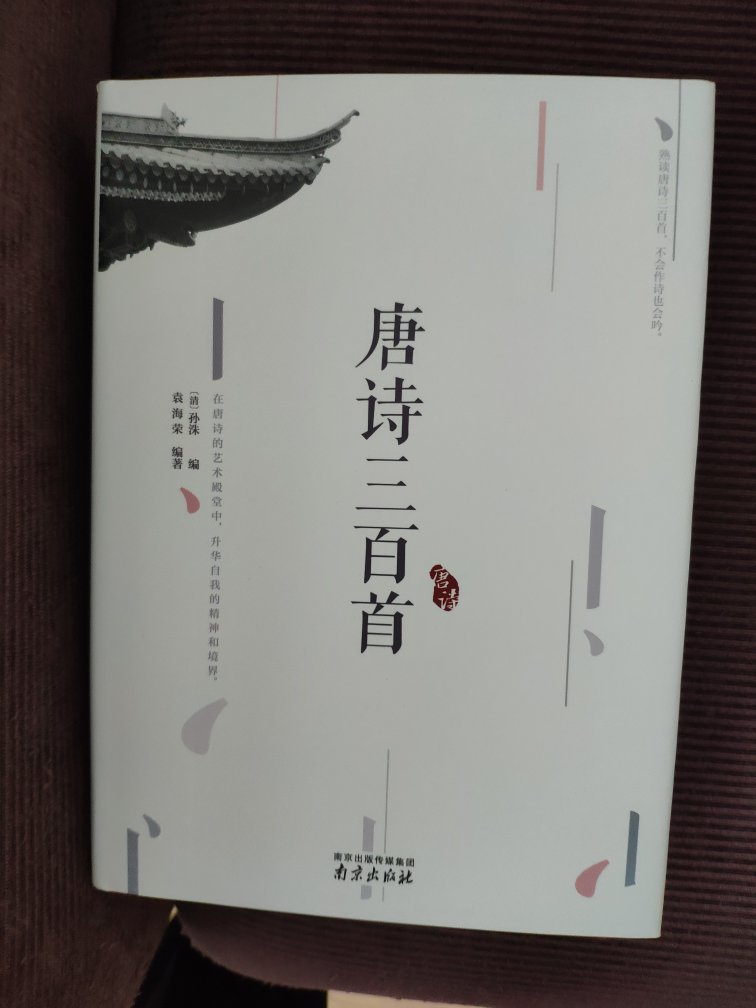 熟读唐诗三百首，不会作诗也会吟。
唐诗三百首
唐诗
在唐诗的艺术殿堂中，升华自我的精神和境界。
［清］孙洙 编
袁海荣 编著
南京出版传媒集团
南京出版社